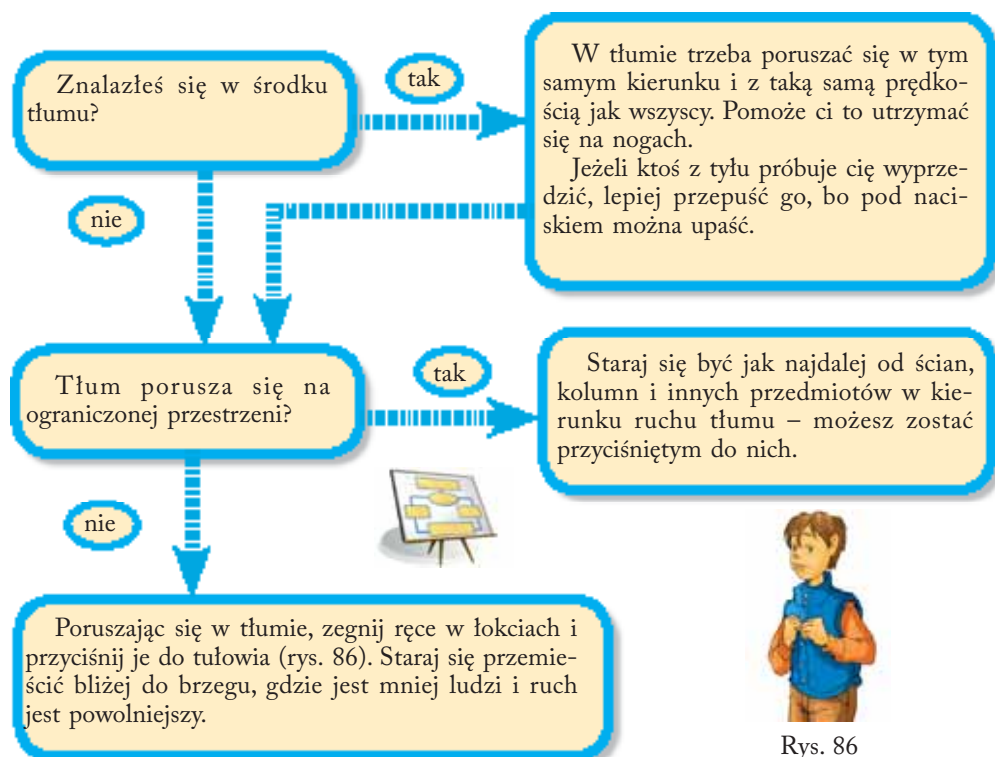 Znalazłeś się w środku
tłumu?
tak
W tłumie trzeba poruszać się w tym
samym kierunku i z taką samą prędko-
ścią jak wszyscy. Pomoże ci to utrzymać
się na nogach.
Jeżeli ktoś z tyłu próbuje cię wyprze-
dzić, lepiej przepuść go, bo pod naci-
skiem można upaść.
nie
Tłum porusza się na
ograniczonej przestrzeni?
tak
Staraj się być jak najdalej od ścian,
kolumn i innych przedmiotów w kie-
runku ruchu tłumu – możesz zostać
przyciśniętym do nich.
nie
Poruszając się w tłumie, zegnij ręce w łokciach i
przyciśnij je do tułowia (rys. 86). Staraj się przemie-
ścić bliżej do brzegu, gdzie jest mniej ludzi i ruch
jest powolniejszy.
Rys. 86